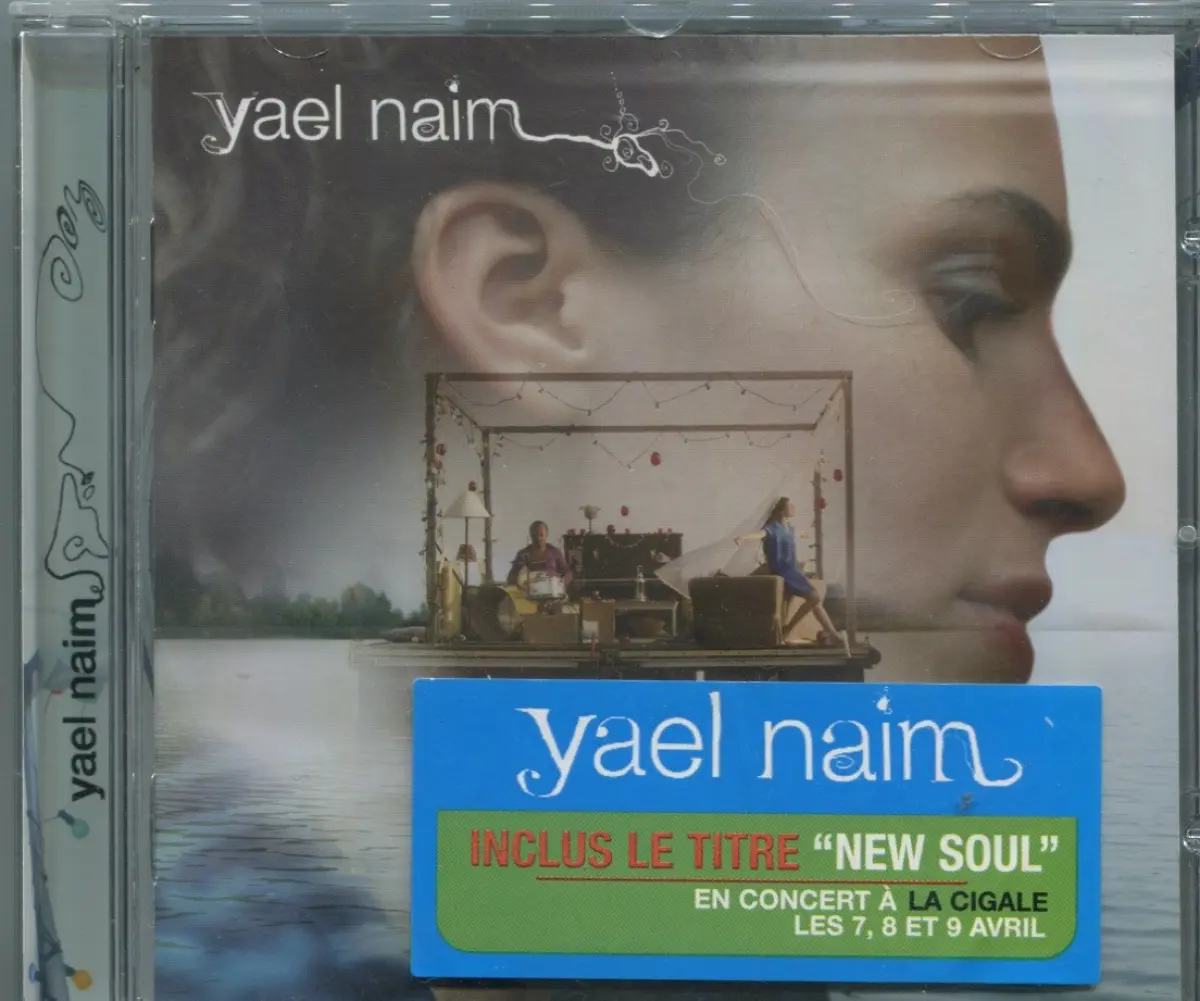 yael naim
yael naim
yael naim
INCLUS LE TITRE “NEW SOUL”
EN CONCERT À LA CIGALE
LES 7, 8 ET 9 AVRIL